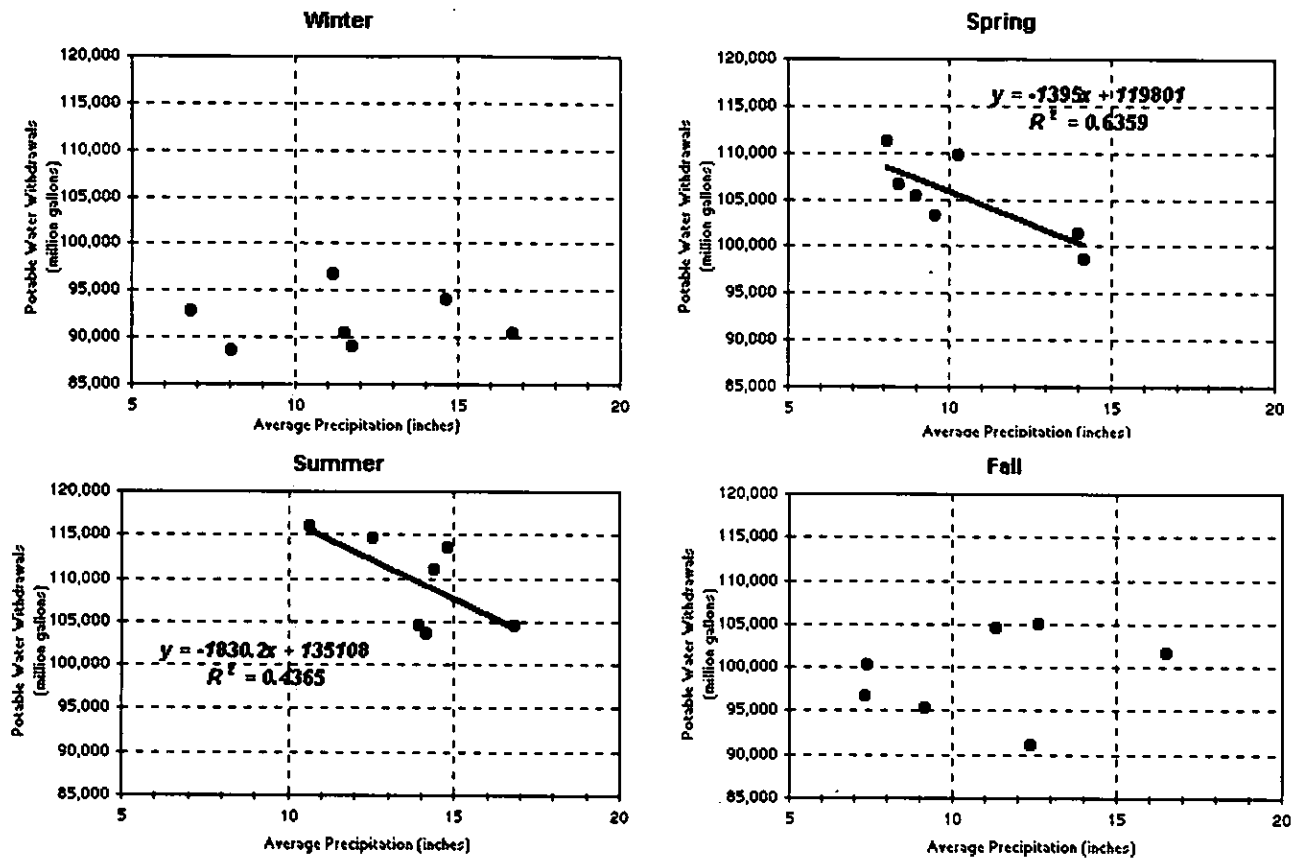 Winter
120,000
115,000
110,000
105,000
100,000
95,000
90,000
85,000
5 10 15 20
Potable Water Withdrawals
(million gallons)
Average Precipitation (inches)
Spring
120,000
115,000
110,000
105,000
100,000
95,000
90,000
85,000
5 10 15 20
Potable Water Withdrawals
(million gallons)
Average Precipitation (inches)
y = -1395x + 119801
R² = 0.6359
Summer
120,000
115,000
110,000
105,000
100,000
95,000
90,000
85,000
5 10 15 20
Potable Water Withdrawals
(million gallons)
Average Precipitation (inches)
y = -1830.2x + 135108
R² = 0.4365
Fall
120,000
115,000
110,000
105,000
100,000
95,000
90,000
85,000
5 10 15 20
Potable Water Withdrawals
(million gallons)
Average Precipitation (inches)